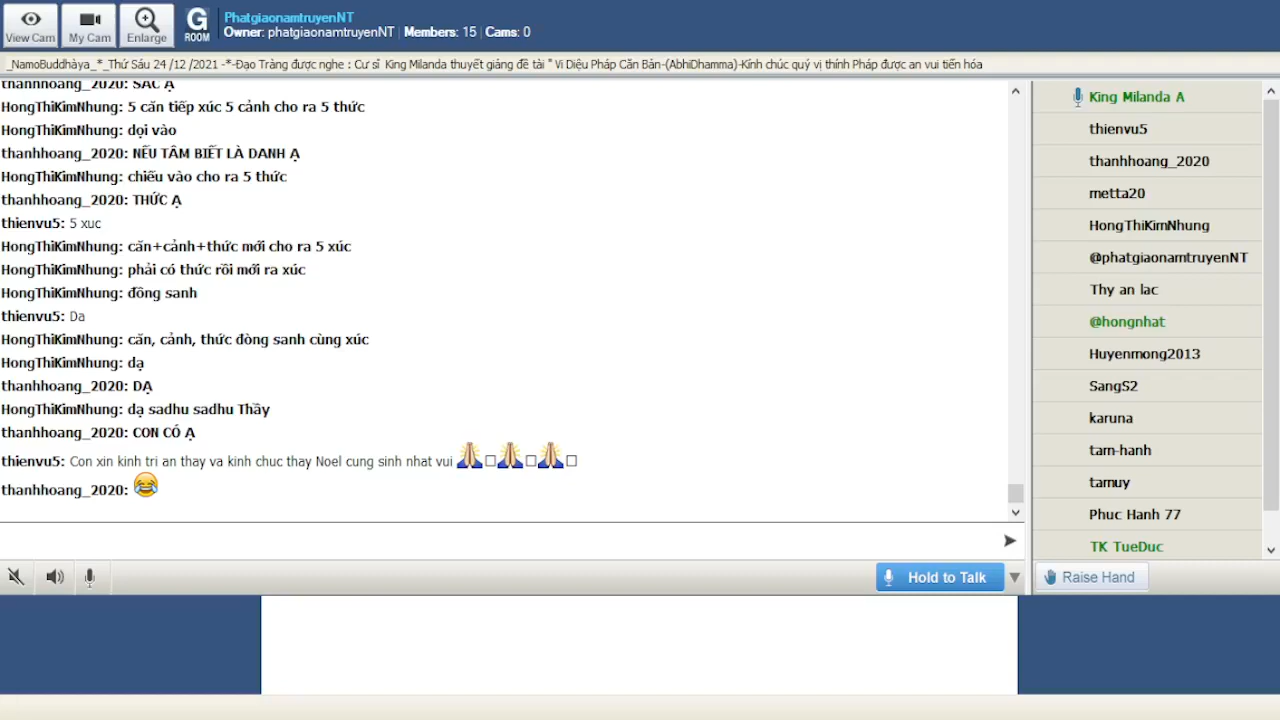 View Cam
My Cam
Enlarge
G
ROOM
PhatgiaonamtruyenNT
Owner: phatgiaonamtruyenNT | Members: 15 | Cams: 0
_NamoBuddhàya_*_Thứ Sáu 24 /12 /2021 -*-Đạo Tràng được nghe : Cư sĩ King Milanda thuyết giảng đề tài " Vi Diệu Pháp Căn Bản-(AbhiDhamma)-Kính chúc quý vị thính Pháp được an vui tiến hóa
thanhhoang_2020: SẮC Ạ
HongThiKimNhung: 5 căn tiếp xúc 5 cảnh cho ra 5 thức
HongThiKimNhung: dọi vào
thanhhoang_2020: NẾU TÂM BIẾT LÀ DANH Ạ
HongThiKimNhung: chiếu vào cho ra 5 thức
thanhhoang_2020: THỨC Ạ
thienvu5: 5 xuc
HongThiKimNhung: căn+cảnh+thức mới cho ra 5 xúc
HongThiKimNhung: phải có thức rồi mới ra xúc
HongThiKimNhung: đồng sanh
thienvu5: Da
HongThiKimNhung: căn, cảnh, thức đòng sanh cùng xúc
HongThiKimNhung: dạ
thanhhoang_2020: DẠ
HongThiKimNhung: dạ sadhu sadhu Thầy
thanhhoang_2020: CON CÓ Ạ
thienvu5: Con xin kinh tri an thay va kinh chuc thay Noel cung sinh nhat vui 🙏□🙏□🙏□
thanhhoang_2020: 😂
King Milanda A
thienvu5
thanhhoang_2020
metta20
HongThiKimNhung
@phatgiaonamtruyenNT
Thy an lac
@hongnhat
Huyenmong2013
SangS2
karuna
tam-hanh
tamuy
Phuc Hanh 77
TK TueDuc
Hold to Talk
Raise Hand